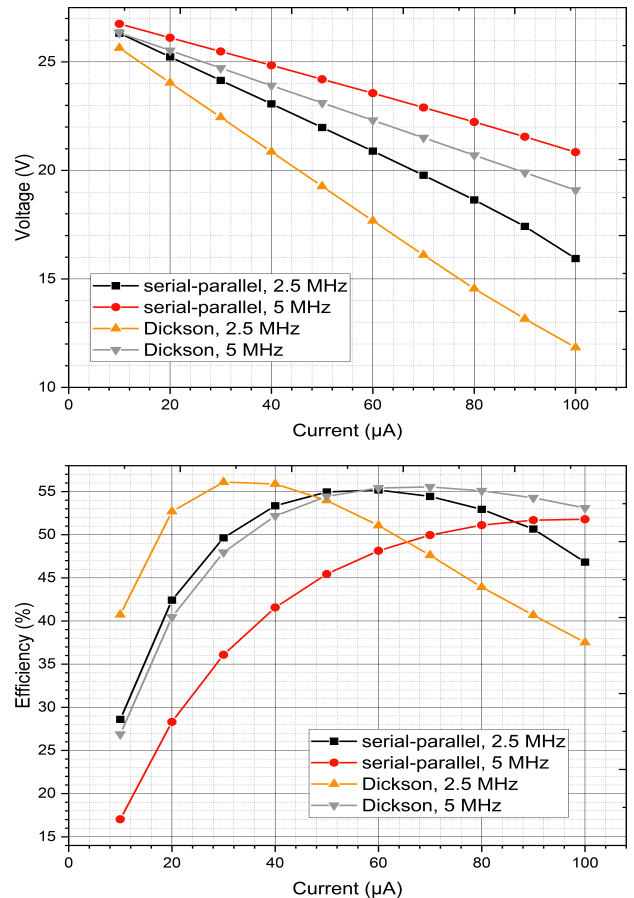 25
20
15
10
Voltage (V)
serial-parallel, 2.5 MHz
serial-parallel, 5 MHz
Dickson, 2.5 MHz
Dickson, 5 MHz
0 20 40 60 80 100
Current (µA)
55
50
45
40
35
30
25
20
15
Efficiency (%)
serial-parallel, 2.5 MHz
serial-parallel, 5 MHz
Dickson, 2.5 MHz
Dickson, 5 MHz
0 20 40 60 80 100
Current (µA)